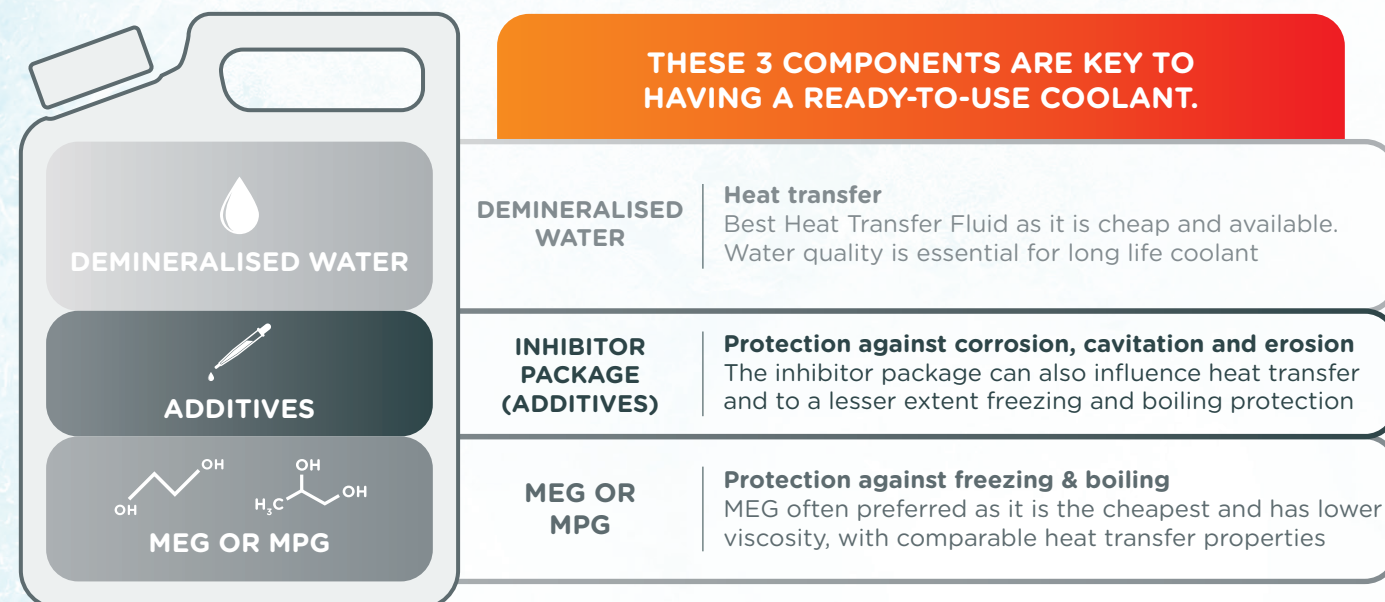 THESE 3 COMPONENTS ARE KEY TO
HAVING A READY-TO-USE COOLANT.
DEMINERALISED WATER
DEMINERALISED
WATER
Heat transfer
Best Heat Transfer Fluid as it is cheap and available.
Water quality is essential for long life coolant
ADDITIVES
INHIBITOR
PACKAGE
(ADDITIVES)
Protection against corrosion, cavitation and erosion
The inhibitor package can also influence heat transfer
and to a lesser extent freezing and boiling protection
OH
OH
OH
H₃C
OH
MEG OR MPG
MEG OR
MPG
Protection against freezing & boiling
MEG often preferred as it is the cheapest and has lower
viscosity, with comparable heat transfer properties